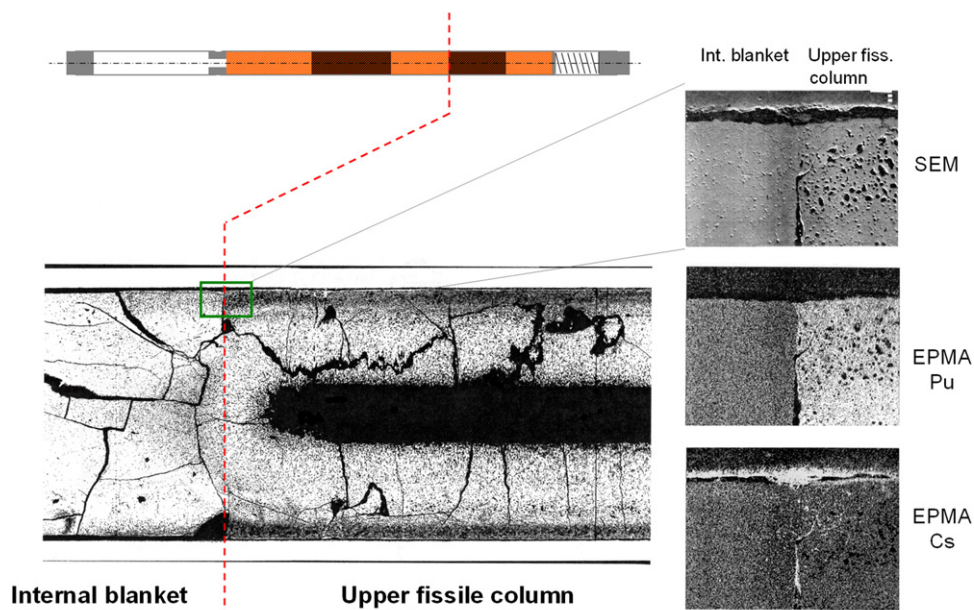 Int. blanket
Upper fiss.
column
SEM
EPMA
Pu
EPMA
Cs
Internal blanket
Upper fissile column